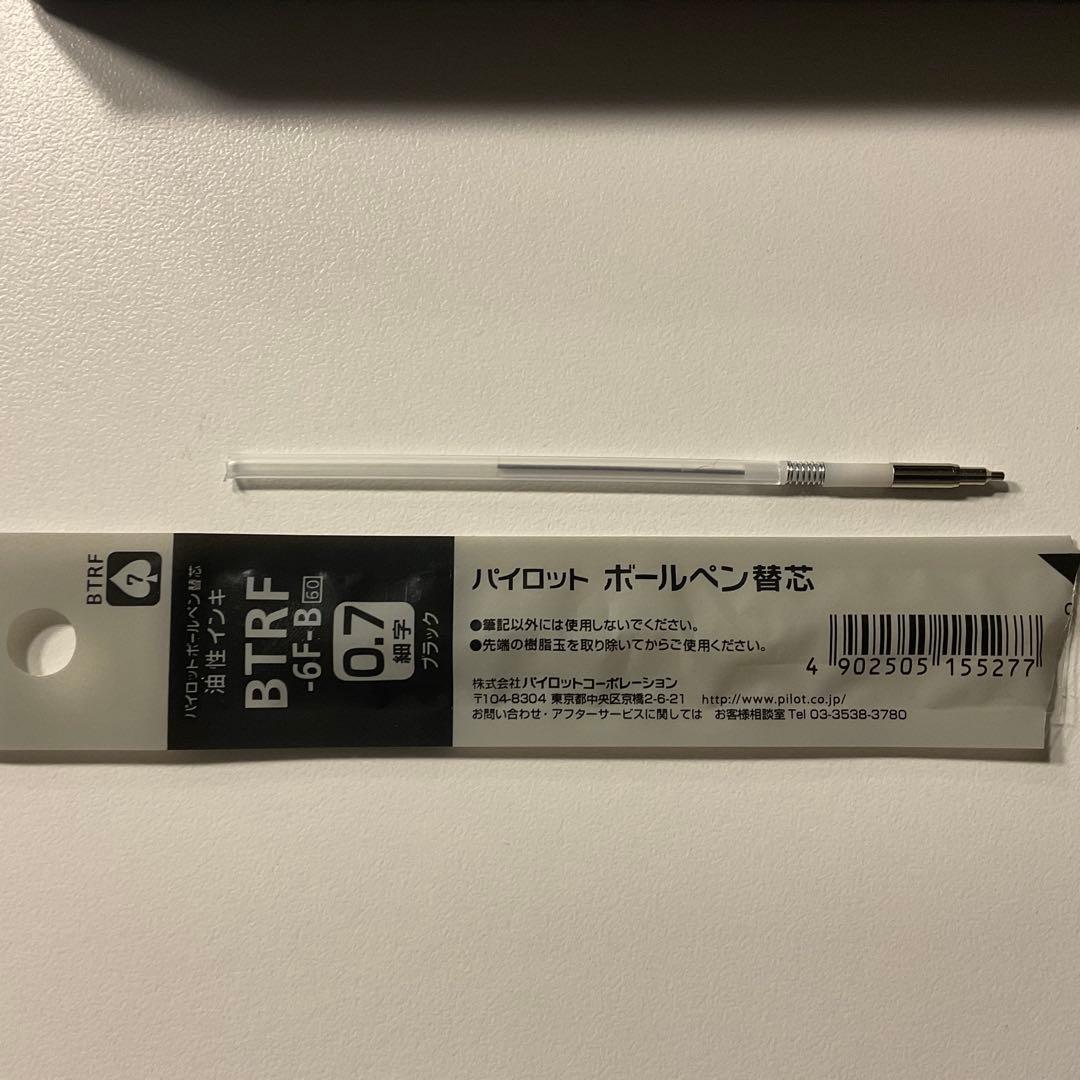 BTRF
7
パイロットボールペン替芯
油性インキ
BTRF
-6F-B 60
0.7
細字
ブラック
パイロット ボールペン替芯
●筆記以外には使用しないでください。
●先端の樹脂玉を取り除いてからご使用ください。
株式会社パイロットコーポレーション
〒104-8304 東京都中央区京橋2-6-21 http://www.pilot.co.jp/
お問い合わせ・アフターサービスに関しては お客様相談室 Tel 03-3538-3780
4 902505 155277